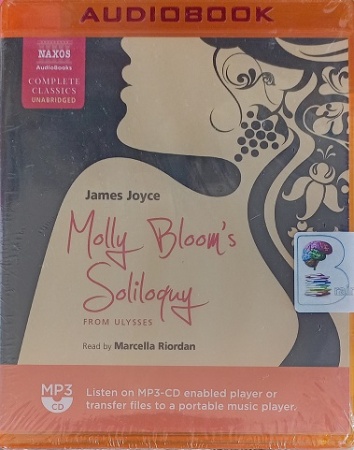 AUDIOBOOK
NAXOS
AudioBooks
COMPLETE
CLASSICS
UNABRIDGED
James Joyce
Molly Bloom's
Soliloquy
FROM ULYSSES
Read by Marcella Riordan
MP3
CD
Listen on MP3-CD enabled player or
transfer files to a portable music player.